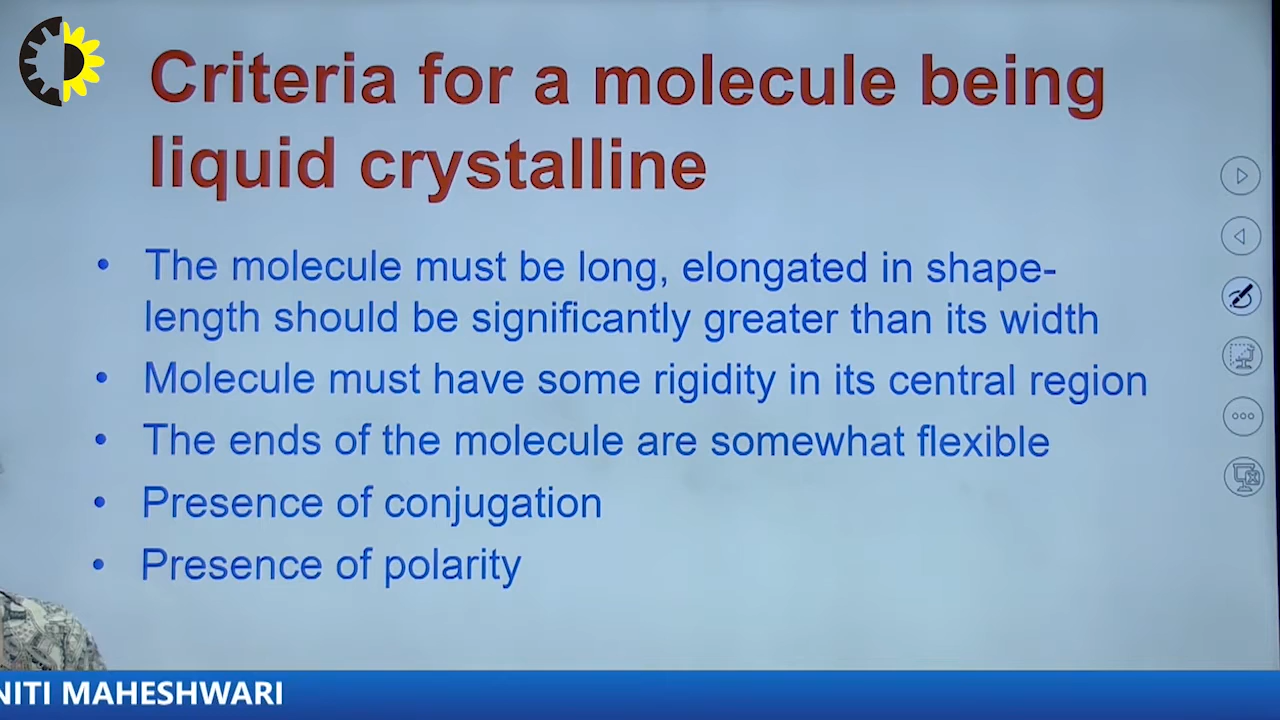 Criteria for a molecule being
liquid crystalline
• The molecule must be long, elongated in shape-
length should be significantly greater than its width
• Molecule must have some rigidity in its central region
• The ends of the molecule are somewhat flexible
• Presence of conjugation
• Presence of polarity
NITI MAHESHWARI